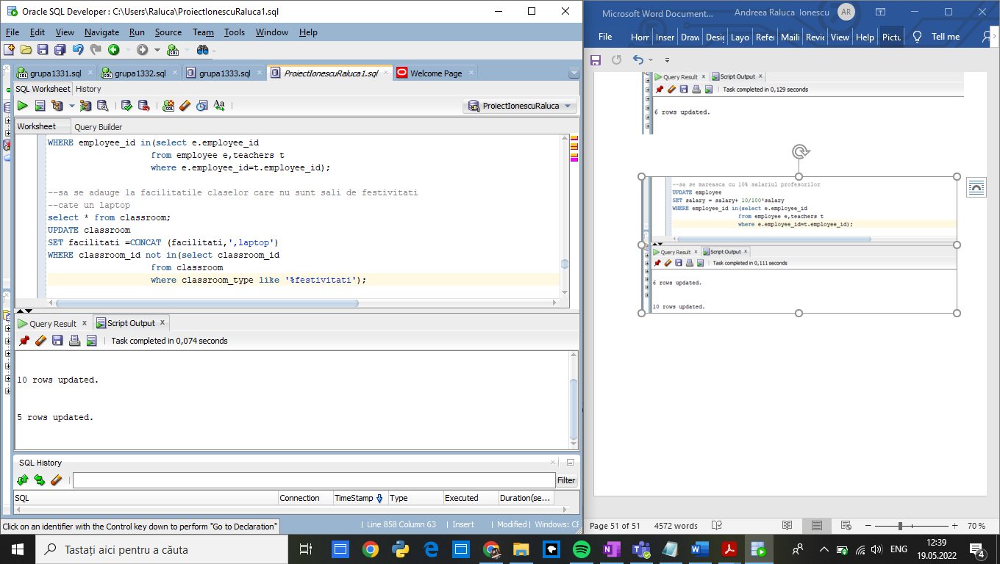 Oracle SQL Developer : C:\Users\Raluca\ProiectIonescuRaluca1.sql
File Edit View Navigate Run Source Team Tools Window Help
grupa1331.sql grupa1332.sql grupa1333.sql ProiectIonescuRaluca1.sql Welcome Page
SQL Worksheet History
ProiectIonescuRaluca
Worksheet Query Builder
WHERE employee_id in(select e.employee_id
from employee e,teachers t
where e.employee_id=t.employee_id);
--sa se adauge la facilitatile claselor care nu sunt sali de festivitati
--cate un laptop
select * from classroom;
UPDATE classroom
SET facilitati =CONCAT (facilitati,',laptop')
WHERE classroom_id not in(select classroom_id
from classroom
where classroom_type like '%festivitati');
Query Result x Script Output x
Task completed in 0,074 seconds
10 rows updated.
5 rows updated.
SQL History
Filter
SQL Connection TimeStamp Type Executed Duration(se...
Click on an identifier with the Control key down to perform "Go to Declaration"
Line 858 Column 63 Insert Modified Windows: CF
Microsoft Word Document... Andreea Raluca Ionescu AR
File Hom Inser Draw Desig Layo Refer Maili Revie View Help Pictu Tell me
Query Result x Script Output x
Task completed in 0,129 seconds
6 rows updated.
--sa se mareasca cu 10% salariul profesorilor
UPDATE employee
SET salary = salary+ 10/100*salary
WHERE employee_id in(select e.employee_id
from employee e,teachers t
where e.employee_id=t.employee_id);
Query Result x Script Output x
Task completed in 0,111 seconds
6 rows updated.
10 rows updated.
Page 51 of 51 4572 words 70 %
Tastați aici pentru a căuta
ENG
12:39
19.05.2022
4